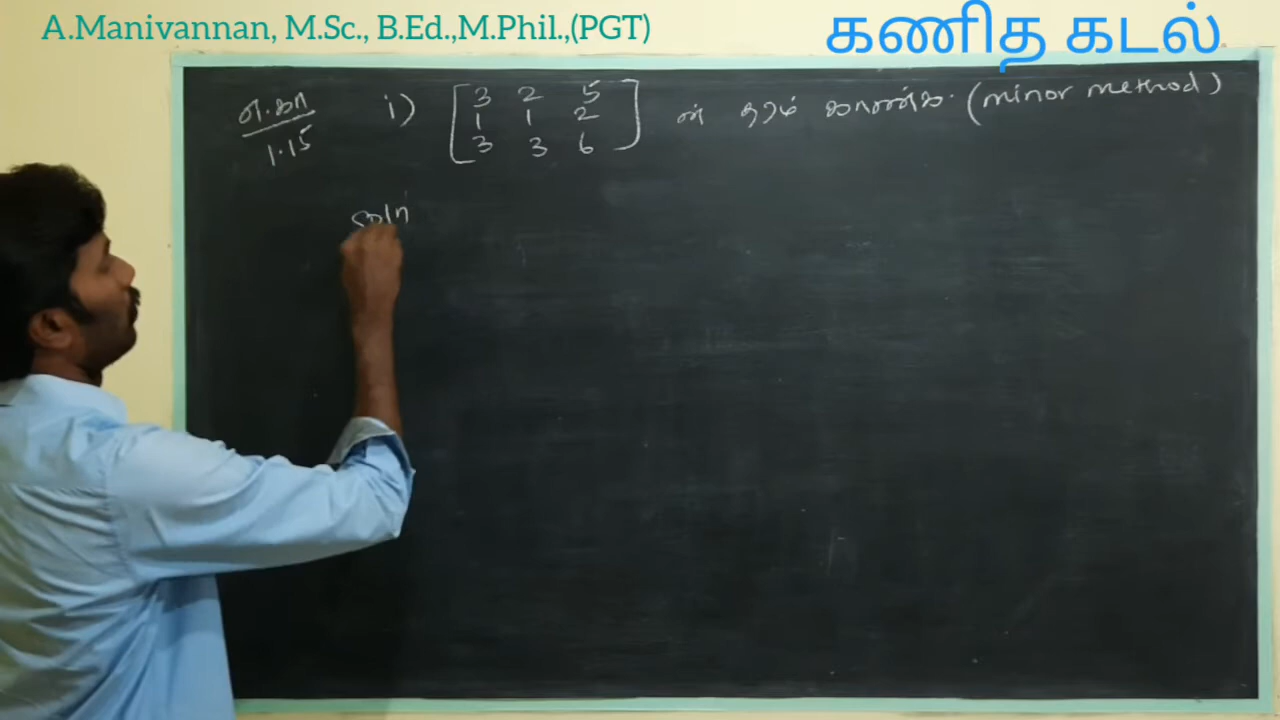 A.Manivannan, M.Sc., B.Ed.,M.Phil.,(PGT)
கணித கடல்
எ.கா 1.15 i) [3 2 5 ன் தரம் காண்க. (minor method)
1 1 2
3 3 6]